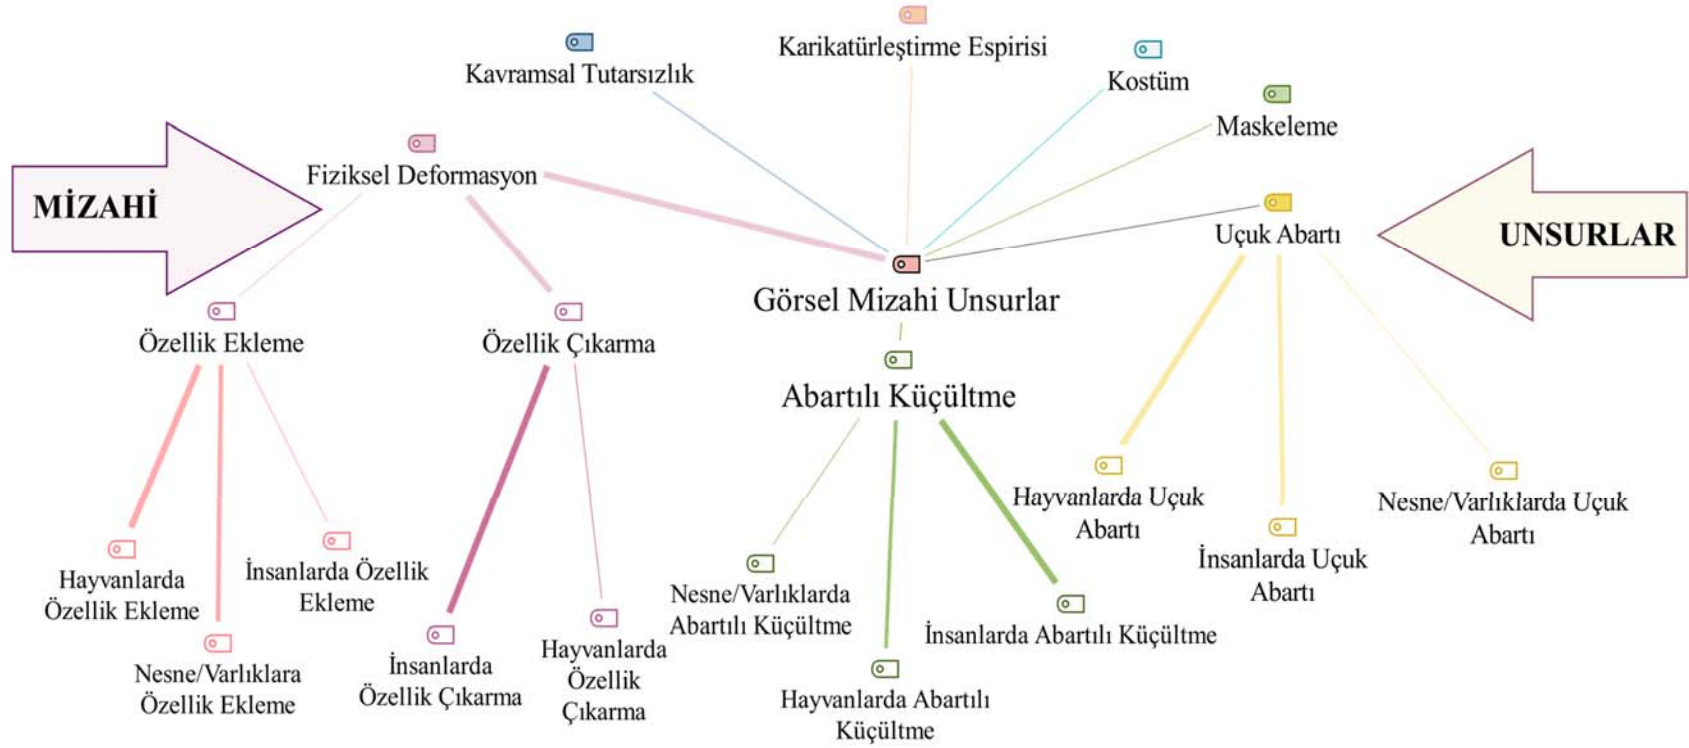 Karikatürleştirme Espirisi
Kavramsal Tutarsızlık
Kostüm
Maskeleme
Fiziksel Deformasyon
MİZAHİ
Uçuk Abartı
UNSURLAR
Görsel Mizahi Unsurlar
Özellik Ekleme
Özellik Çıkarma
Abartılı Küçültme
Hayvanlarda Uçuk
Abartı
Nesne/Varlıklarda Uçuk
Abartı
İnsanlarda Uçuk
Abartı
Hayvanlarda
Özellik Ekleme
İnsanlarda Özellik
Ekleme
Nesne/Varlıklara
Özellik Ekleme
İnsanlarda
Özellik Çıkarma
Hayvanlarda
Özellik
Çıkarma
Nesne/Varlıklarda
Abartılı Küçültme
İnsanlarda Abartılı Küçültme
Hayvanlarda Abartılı
Küçültme